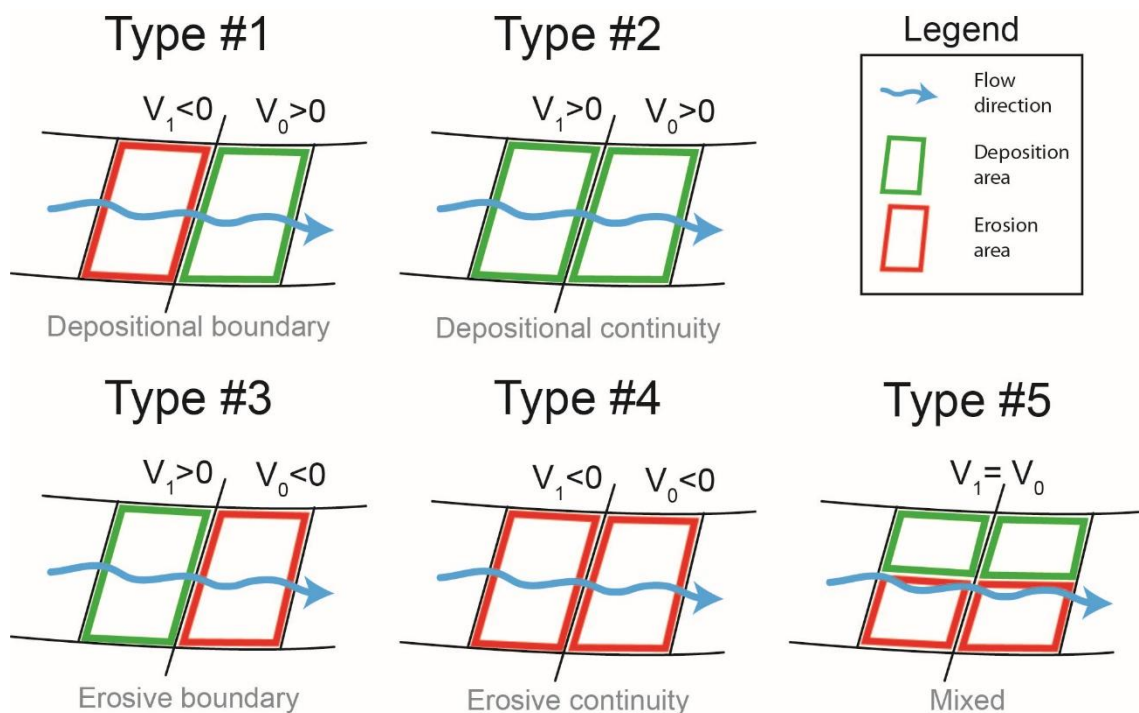 Type #1
Type #2
Legend
V₁<0 V₀>0
V₁>0 V₀>0
Flow
direction
Deposition
area
Erosion
area
Depositional boundary
Depositional continuity
Type #3
Type #4
Type #5
V₁>0 V₀<0
V₁<0 V₀<0
V₁= V₀
Erosive boundary
Erosive continuity
Mixed